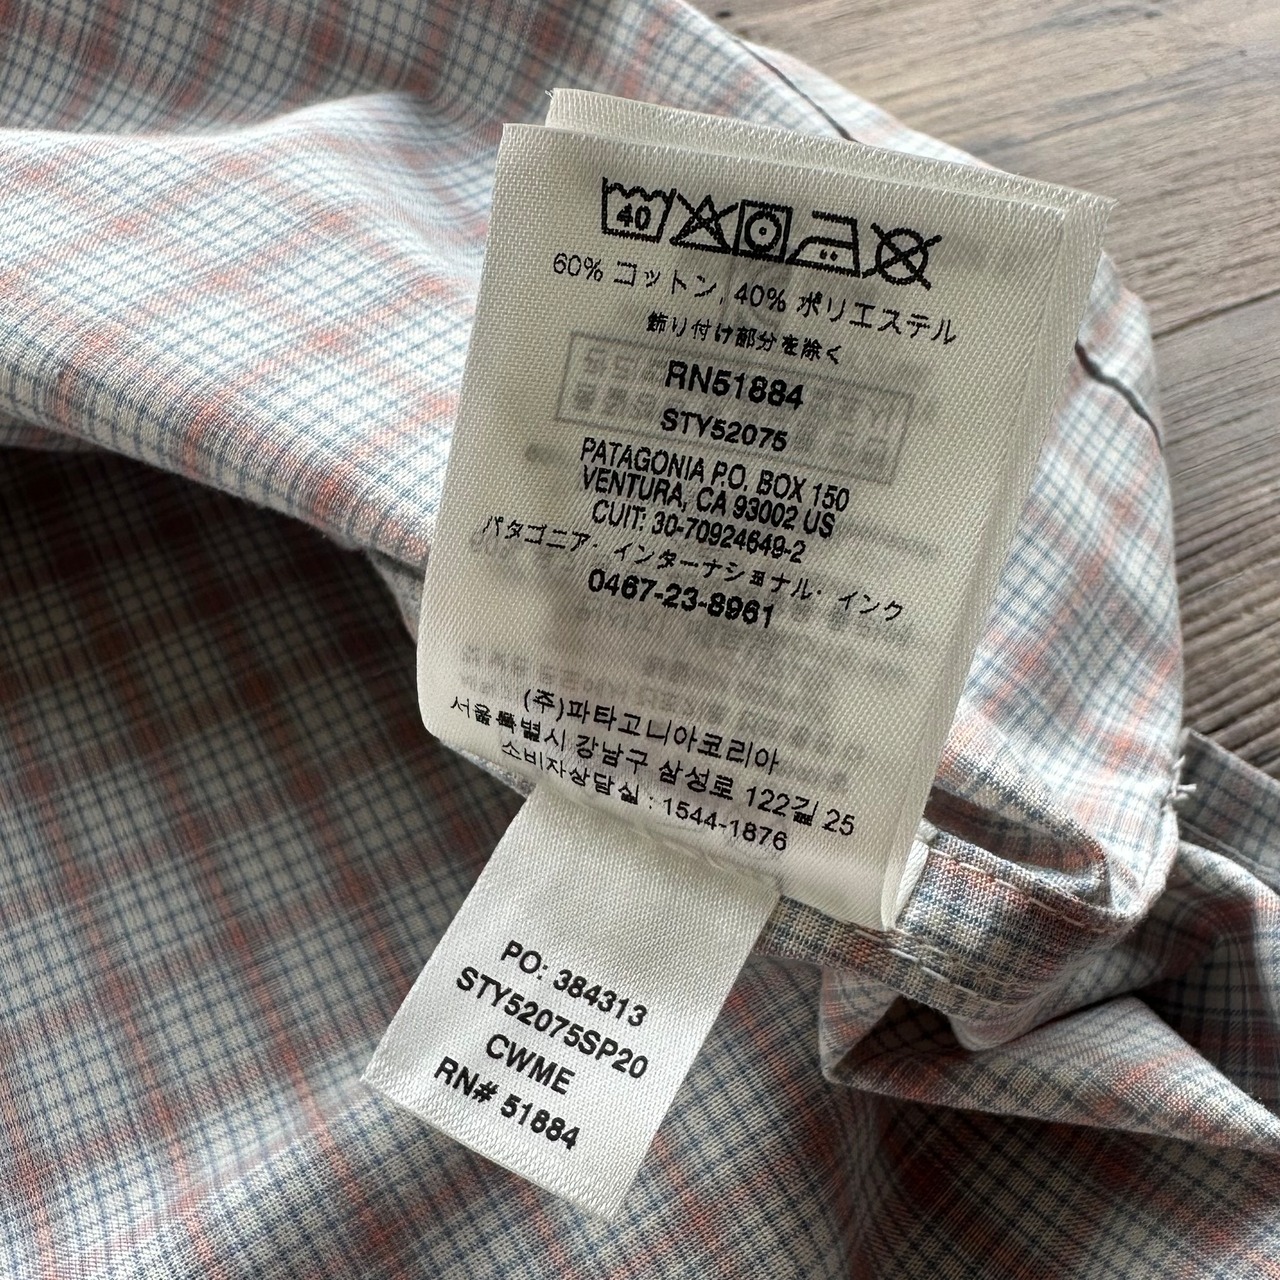 40
60% コットン, 40% ポリエステル
飾り付け部分を除く
RN51884
STY52075
PATAGONIA P.O. BOX 150
VENTURA, CA 93002 US
CUIT: 30-70924649-2
パタゴニア・インターナショナル・インク
0467-23-8961
(주)파타고니아코리아
서울특별시 강남구 삼성로 122길 25
소비자상담실 : 1544-1876
PO: 384313
STY52075SP20
CWME
RN# 51884